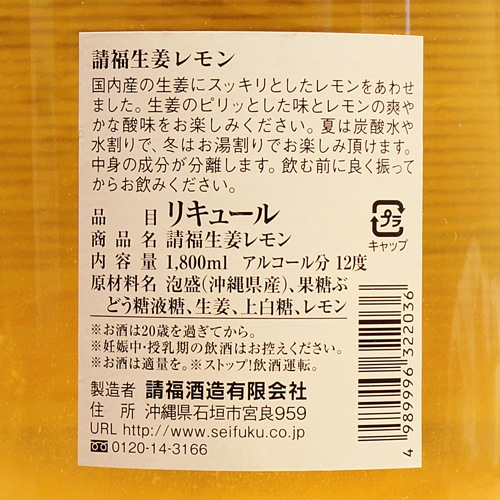 請福生姜レモン
国内産の生姜にスッキリとしたレモンをあわせ
ました。生姜のピリッとした味とレモンの爽や
かな酸味をお楽しみください。夏は炭酸水や
水割りで、冬はお湯割りでお楽しみ頂けます。
中身の成分が分離します。飲む前に良く振って
からお飲みください。
品目 リキュール
商品名 請福生姜レモン
内容量 1,800ml アルコール分 12度
原材料名 泡盛(沖縄県産)、果糖ぶ
どう糖液糖、生姜、上白糖、レモン
プラ
キャップ
※お酒は20歳を過ぎてから。
※妊娠中・授乳期の飲酒はお控えください。
※お酒は適量を。※ストップ!飲酒運転。
製造者 請福酒造有限会社
住所 沖縄県石垣市宮良959
URL http://www.seifuku.co.jp
0120-14-3166
4989996322036